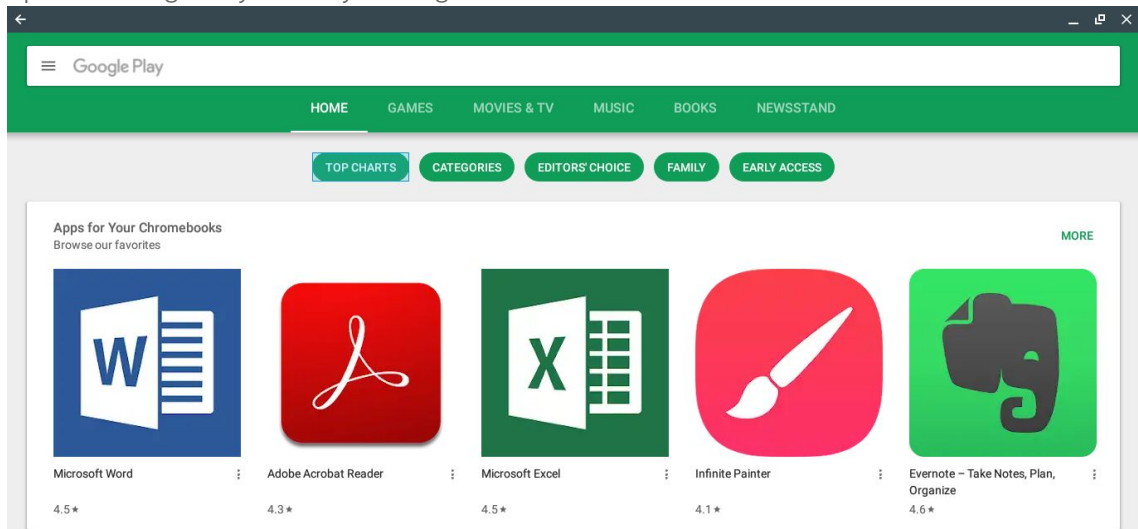 Google Play
HOME GAMES MOVIES & TV MUSIC BOOKS NEWSSTAND
TOP CHARTS CATEGORIES EDITORS' CHOICE FAMILY EARLY ACCESS
Apps for Your Chromebooks
Browse our favorites
MORE
W
X
Microsoft Word
4.5★
Adobe Acrobat Reader
4.3★
Microsoft Excel
4.5★
Infinite Painter
4.1★
Evernote – Take Notes, Plan,
Organize
4.6★